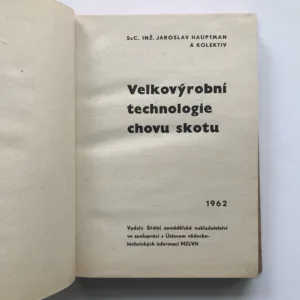 ScC. INŽ. JAROSLAV HAUPTMAN
A KOLEKTIV
Velkovýrobní
technologie
chovu skotu
1962
Vydalo Státní zemědělské nakladatelství
ve spolupráci s Ústavem vědecko-
technických informací MZLVH